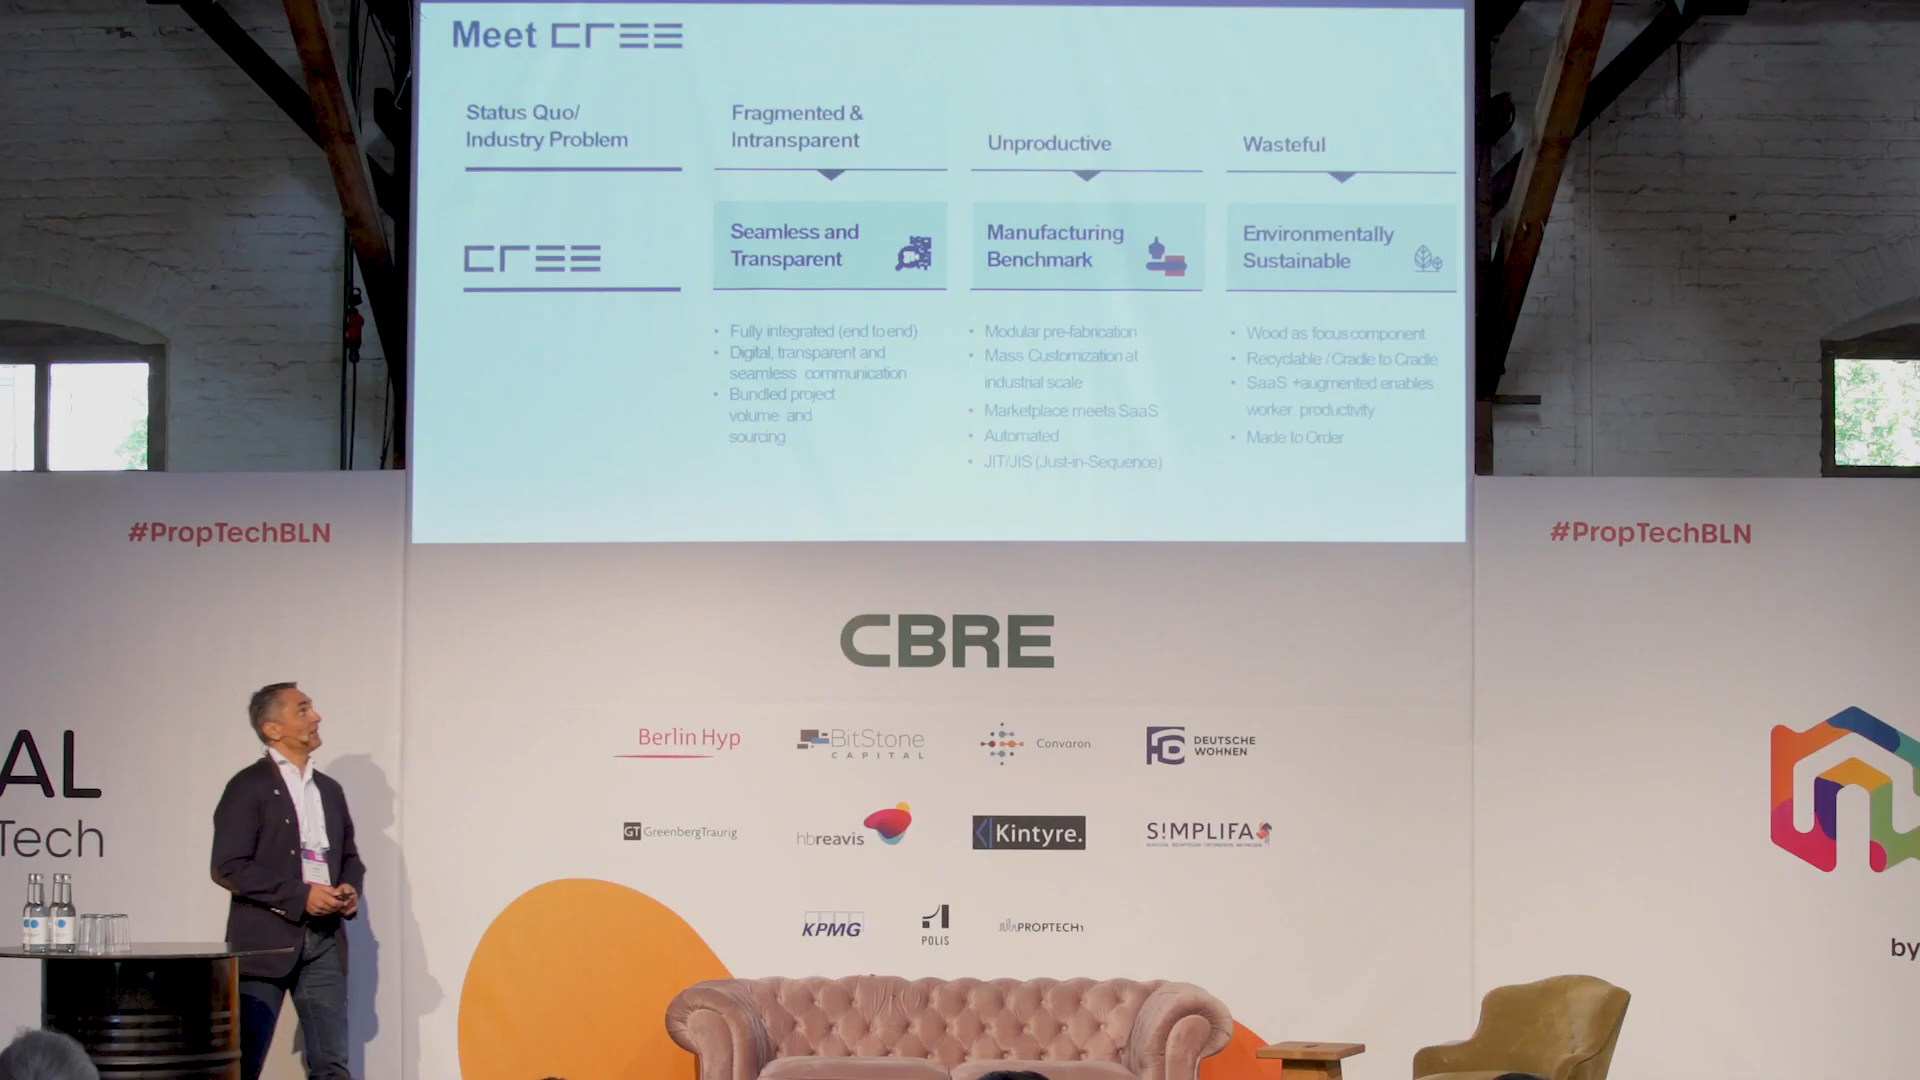 Meet cree
Status Quo/
Industry Problem
Fragmented &
Intransparent
Unproductive
Wasteful
cree
Seamless and
Transparent
Manufacturing
Benchmark
Environmentally
Sustainable
• Fully integrated (end to end)
• Digital, transparent and
seamless communication
• Bundled project
volume and
sourcing
• Modular pre-fabrication
• Mass Customization at
industrial scale
• Marketplace meets SaaS
• Automated
• JIT/JIS (Just-in-Sequence)
• Wood as focus component
• Recyclable / Cradle to Cradle
• SaaS +augmented enables
worker productivity
• Made to Order
#PropTechBLN
#PropTechBLN
CBRE
Berlin Hyp
BitStone
CAPITAL
Convaron
DEUTSCHE
WOHNEN
GT GreenbergTraurig
hbreavis
Kintyre.
S!MPLIFA
KPMG
POLIS
PROPTECH1
AL
Tech
by